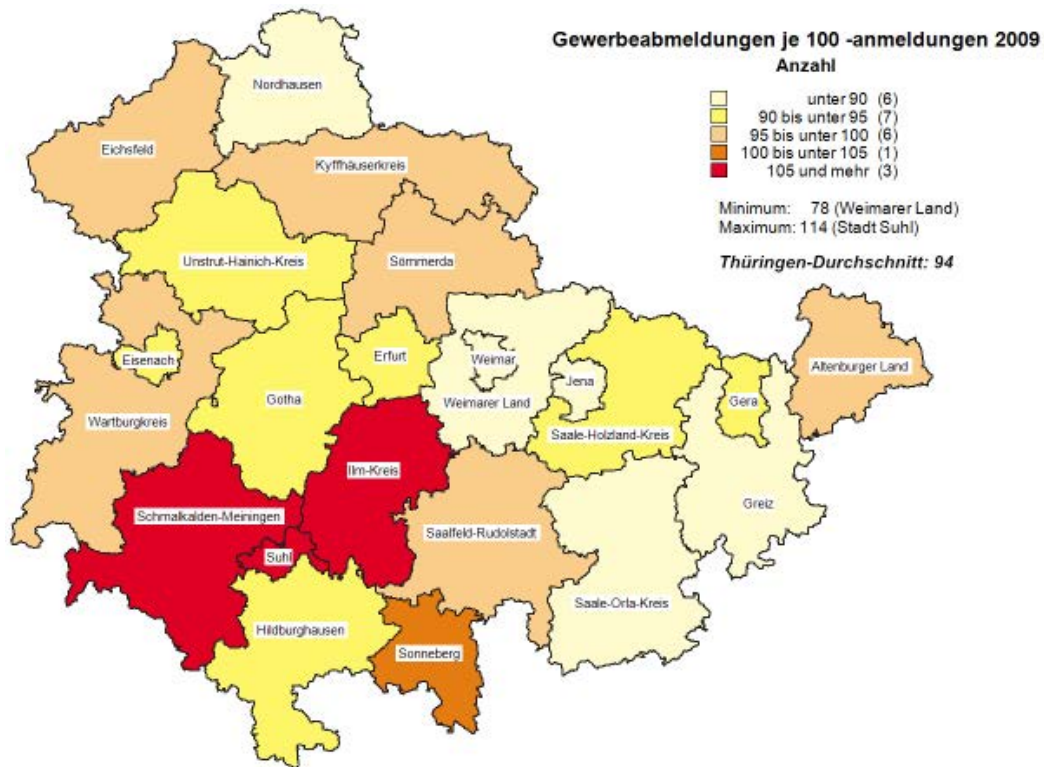 Gewerbeabmeldungen je 100 -anmeldungen 2009
Anzahl
unter 90 (6)
90 bis unter 95 (7)
95 bis unter 100 (6)
100 bis unter 105 (1)
105 und mehr (3)
Minimum: 78 (Weimarer Land)
Maximum: 114 (Stadt Suhl)
Thüringen-Durchschnitt: 94
Nordhausen
Eichsfeld
Kyffhäuserkreis
Unstrut-Hainich-Kreis
Sömmerda
Eisenach
Erfurt
Weimar
Jena
Altenburger Land
Gotha
Weimarer Land
Gera
Wartburgkreis
Saale-Holzland-Kreis
Ilm-Kreis
Greiz
Schmalkalden-Meiningen
Saalfeld-Rudolstadt
Suhl
Saale-Orla-Kreis
Hildburghausen
Sonneberg